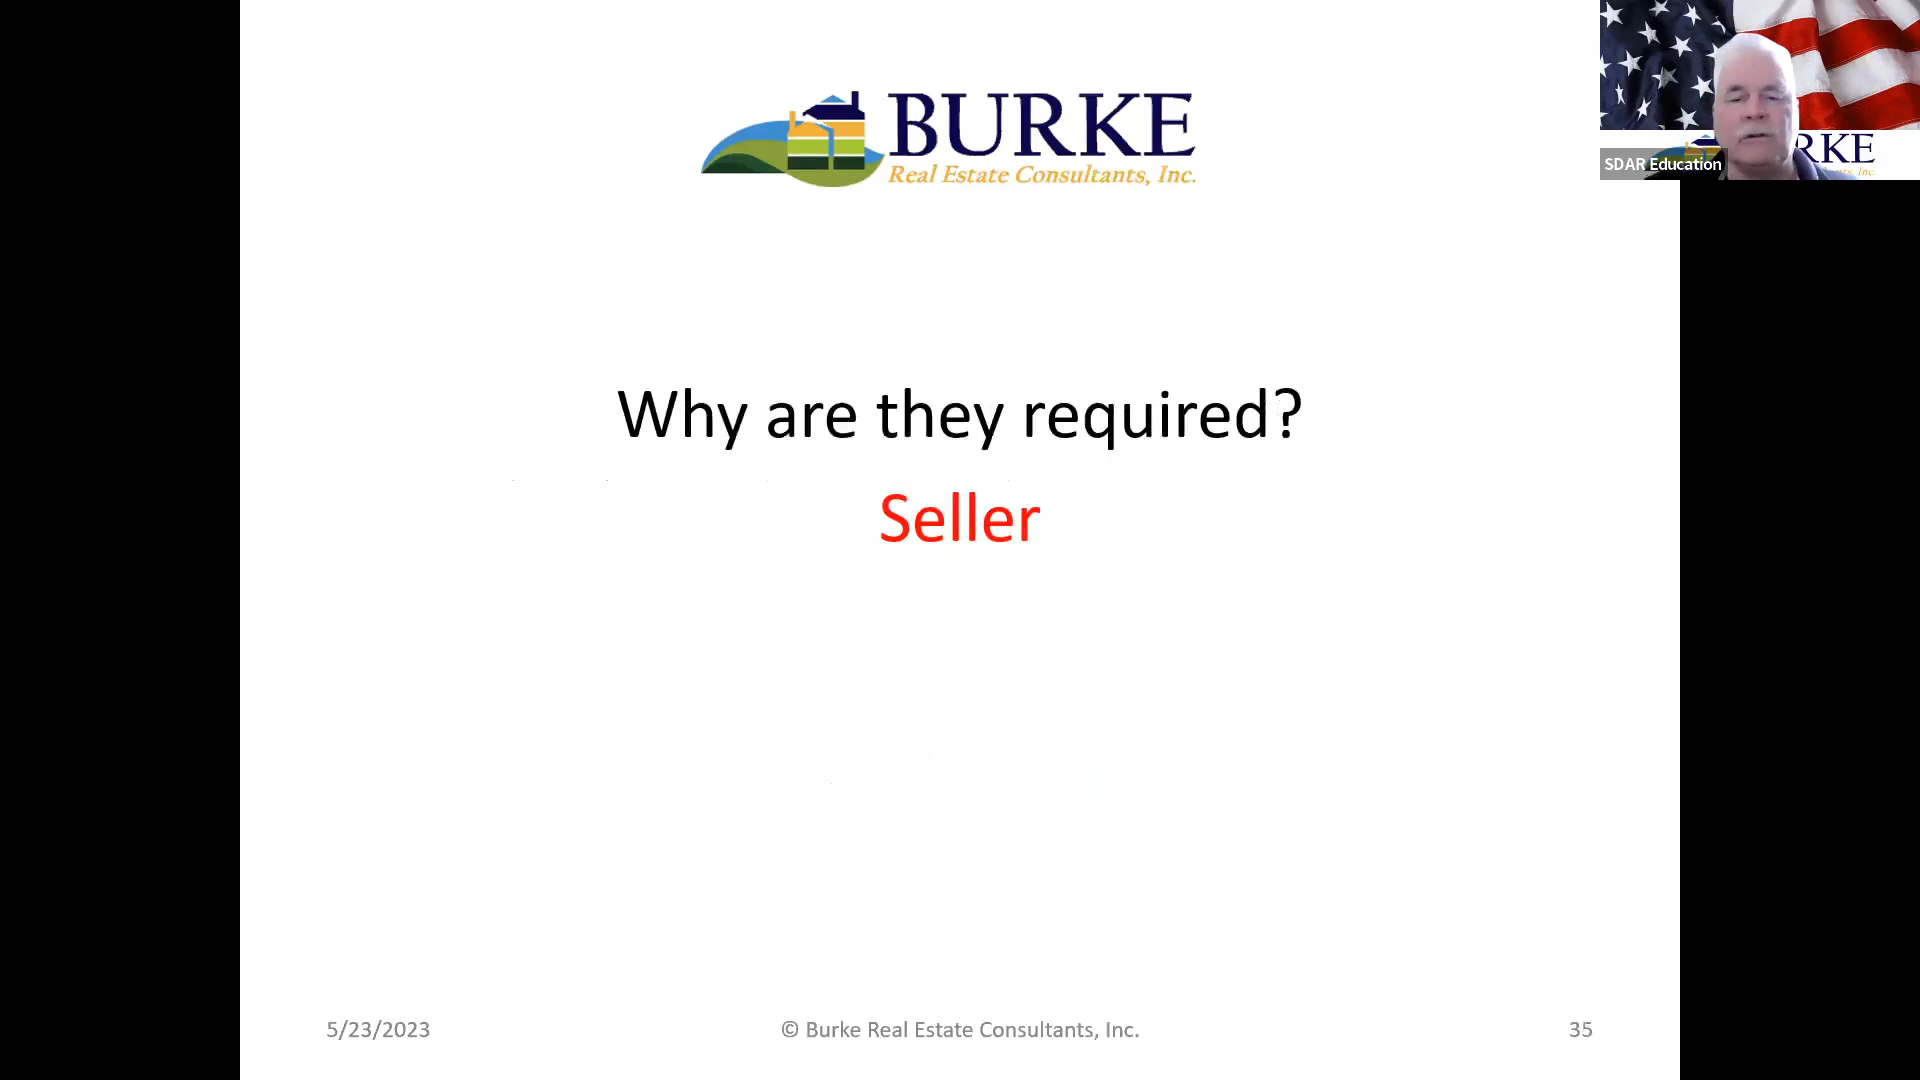 BURKE
Real Estate Consultants, Inc.
RKE
SDAR Education
Why are they required?
Seller
5/23/2023
© Burke Real Estate Consultants, Inc.
35